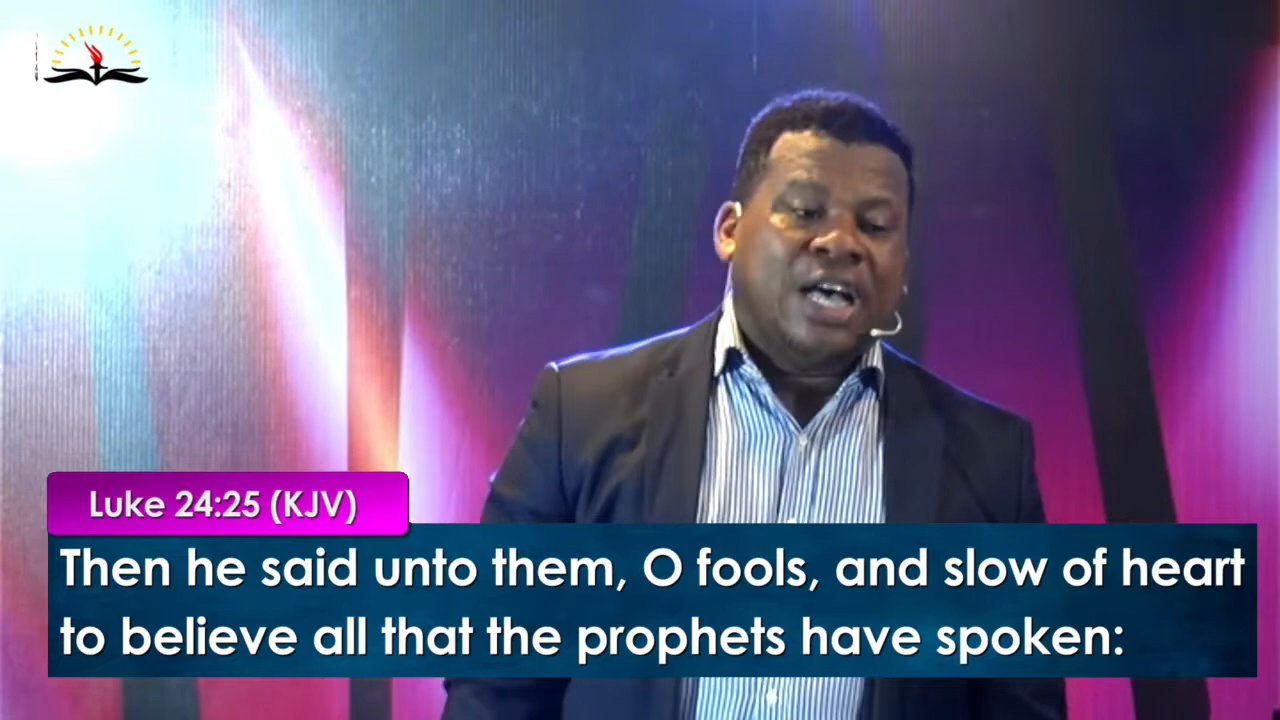 Luke 24:25 (KJV)
Then he said unto them, O fools, and slow of heart
to believe all that the prophets have spoken: